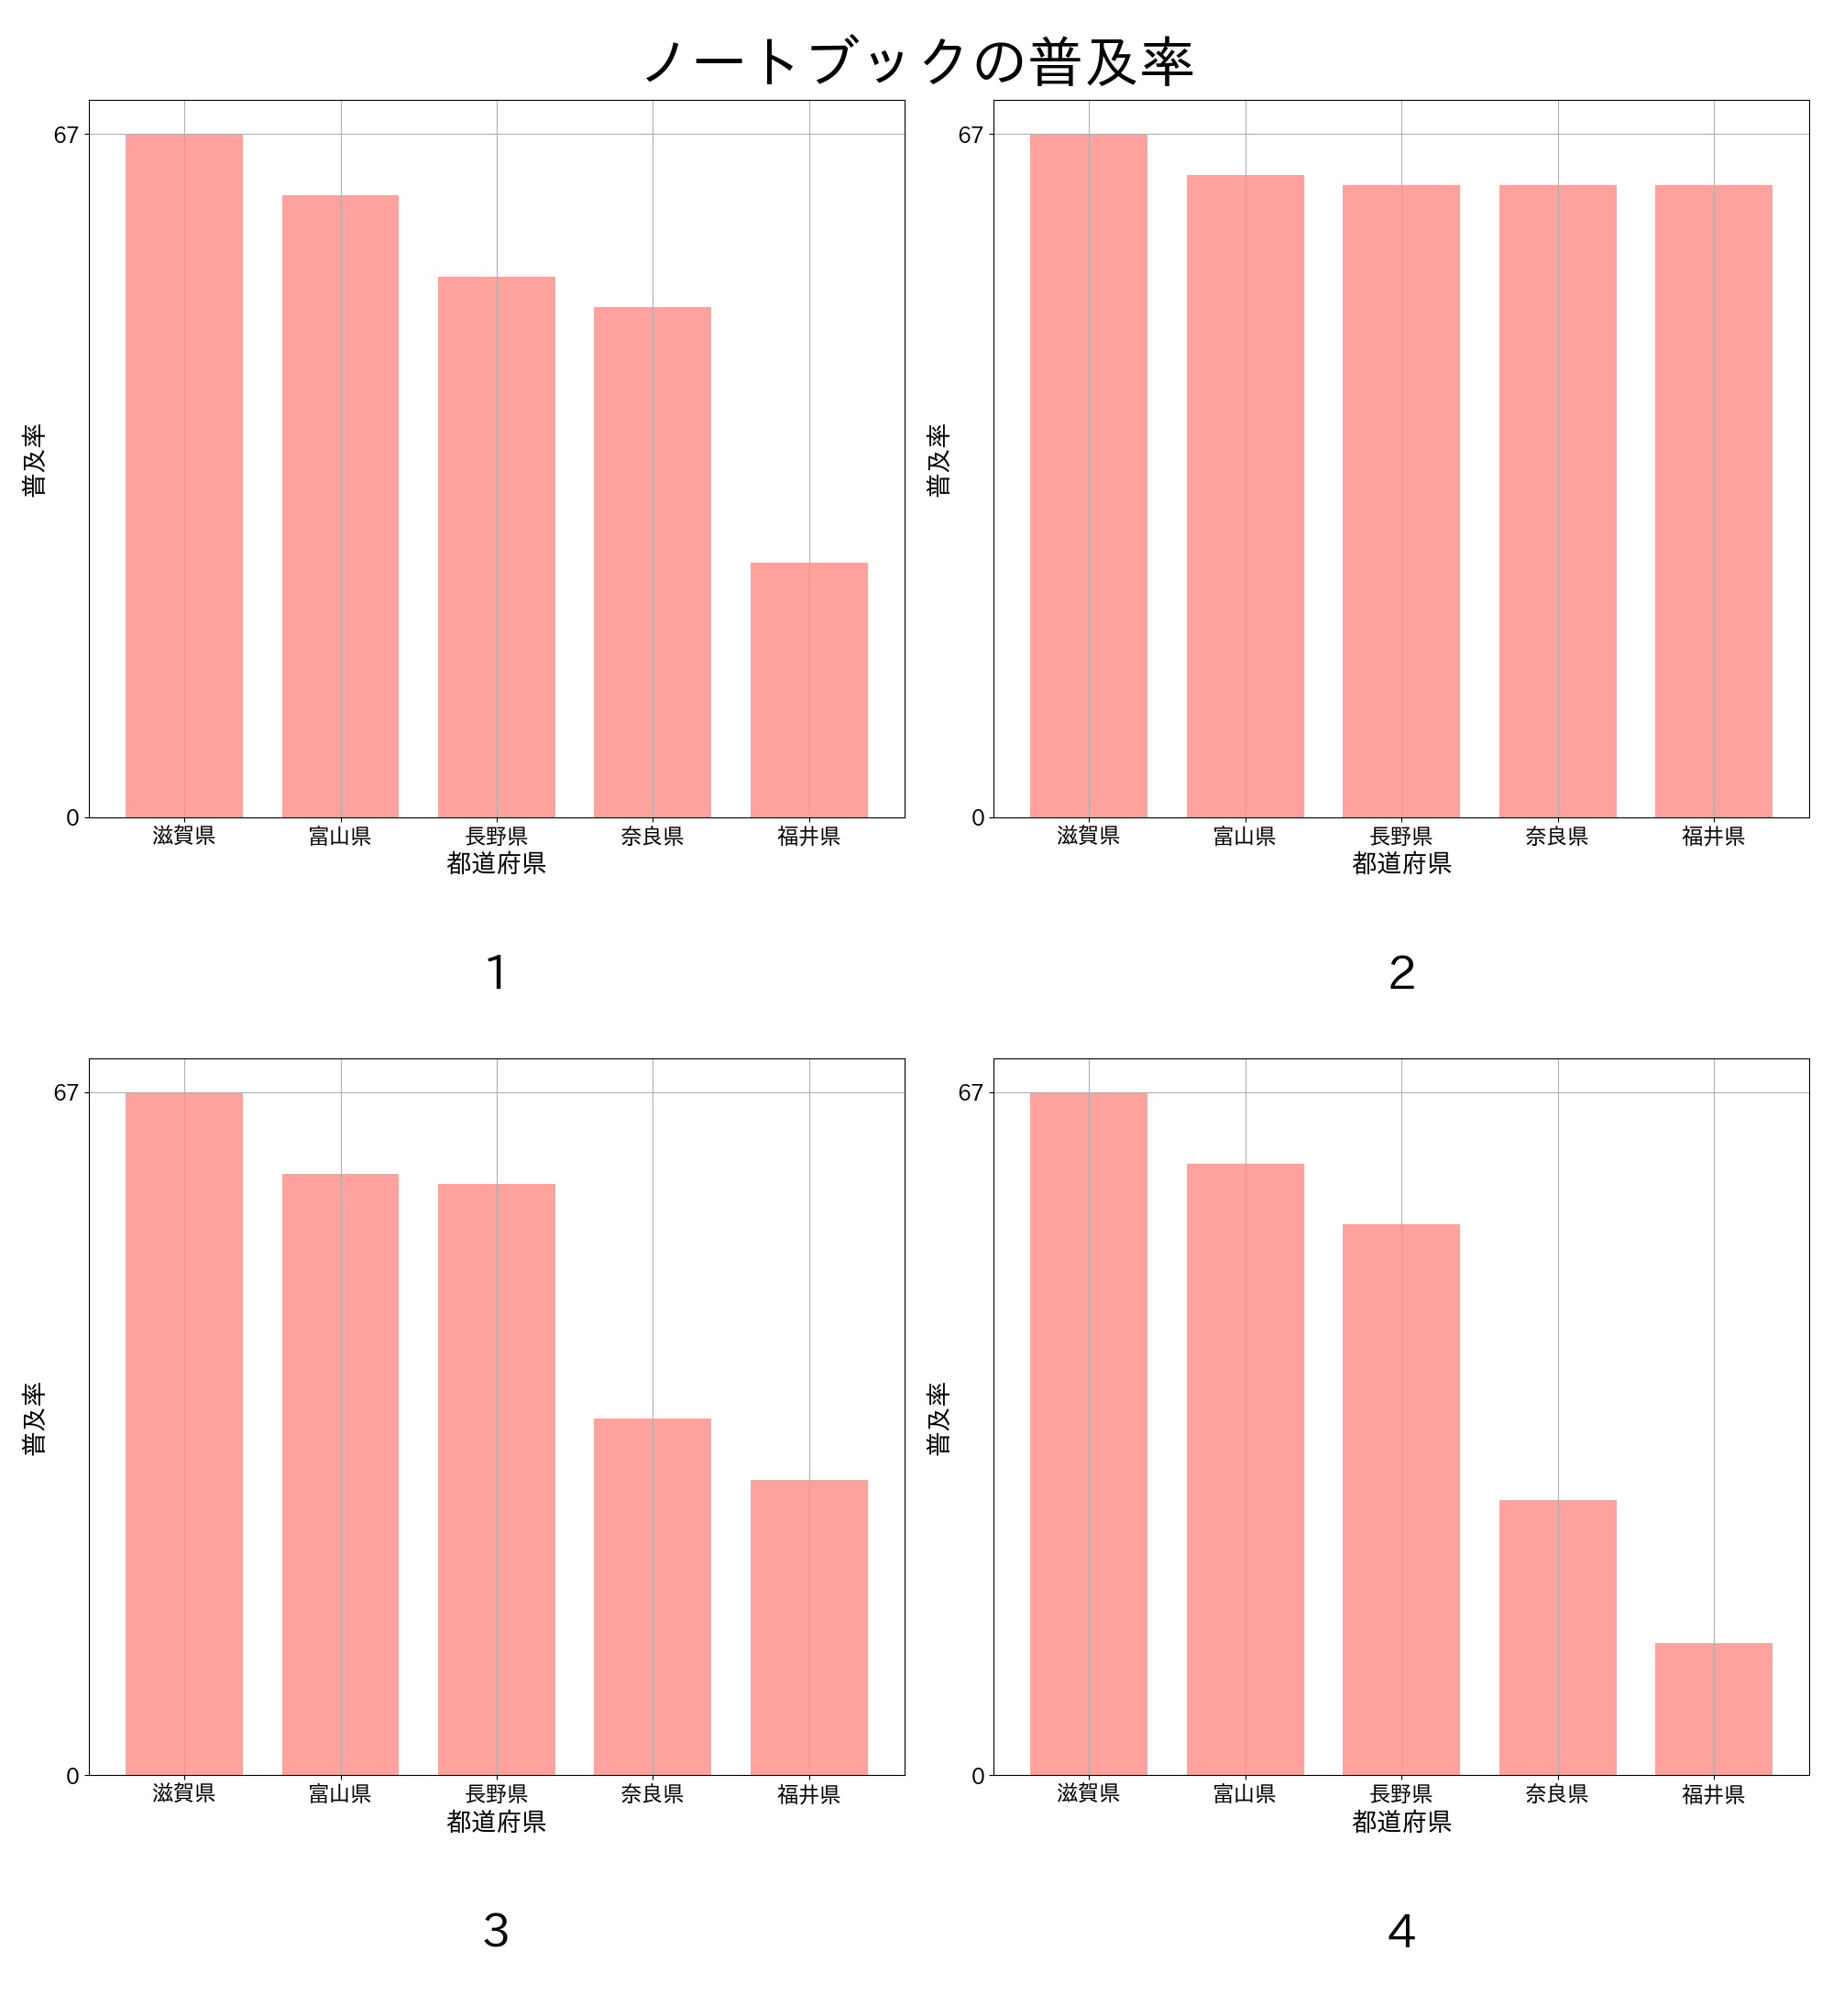 ノートブックの普及率
67
0
普及率
滋賀県 富山県 長野県 奈良県 福井県
都道府県
1
67
0
普及率
滋賀県 富山県 長野県 奈良県 福井県
都道府県
2
67
0
普及率
滋賀県 富山県 長野県 奈良県 福井県
都道府県
3
67
0
普及率
滋賀県 富山県 長野県 奈良県 福井県
都道府県
4